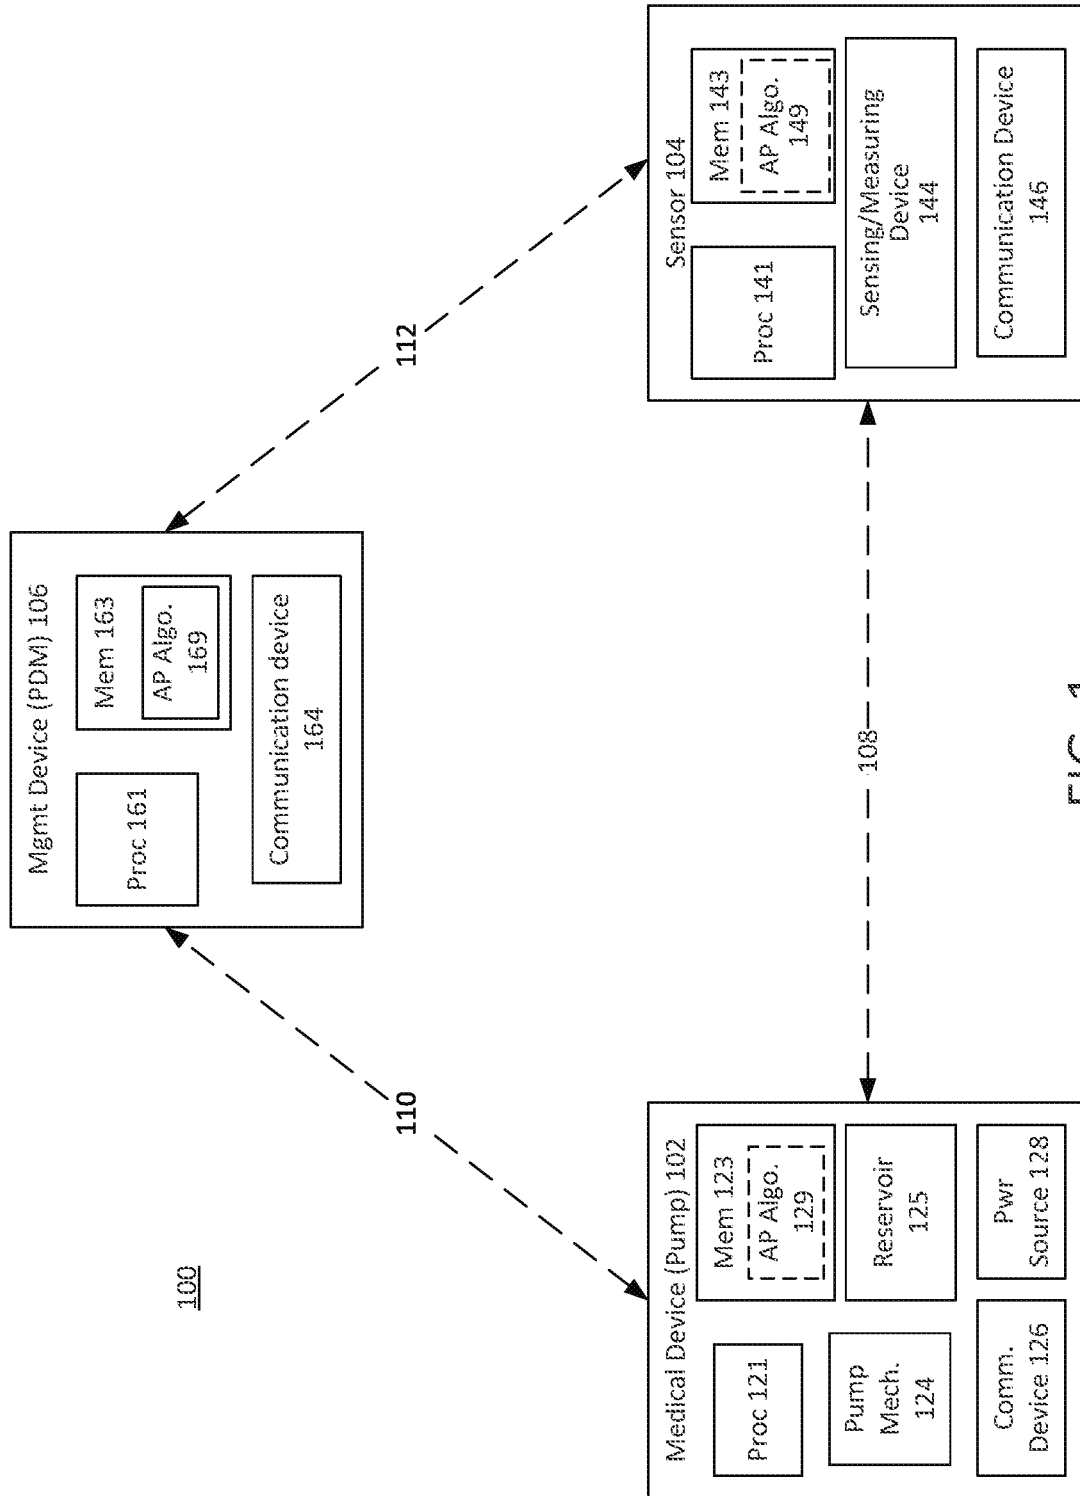 100
Mgmt Device (PDM) 106
Proc 161
Mem 163
AP Algo.
169
Communication device
164
110
112
Medical Device (Pump) 102
Proc 121
Mem 123
AP Algo.
129
Pump
Mech.
124
Reservoir
125
Comm.
Device 126
Pwr
Source 128
108
Sensor 104
Proc 141
Mem 143
AP Algo.
149
Sensing/Measuring
Device
144
Communication Device
146
FIG. 1